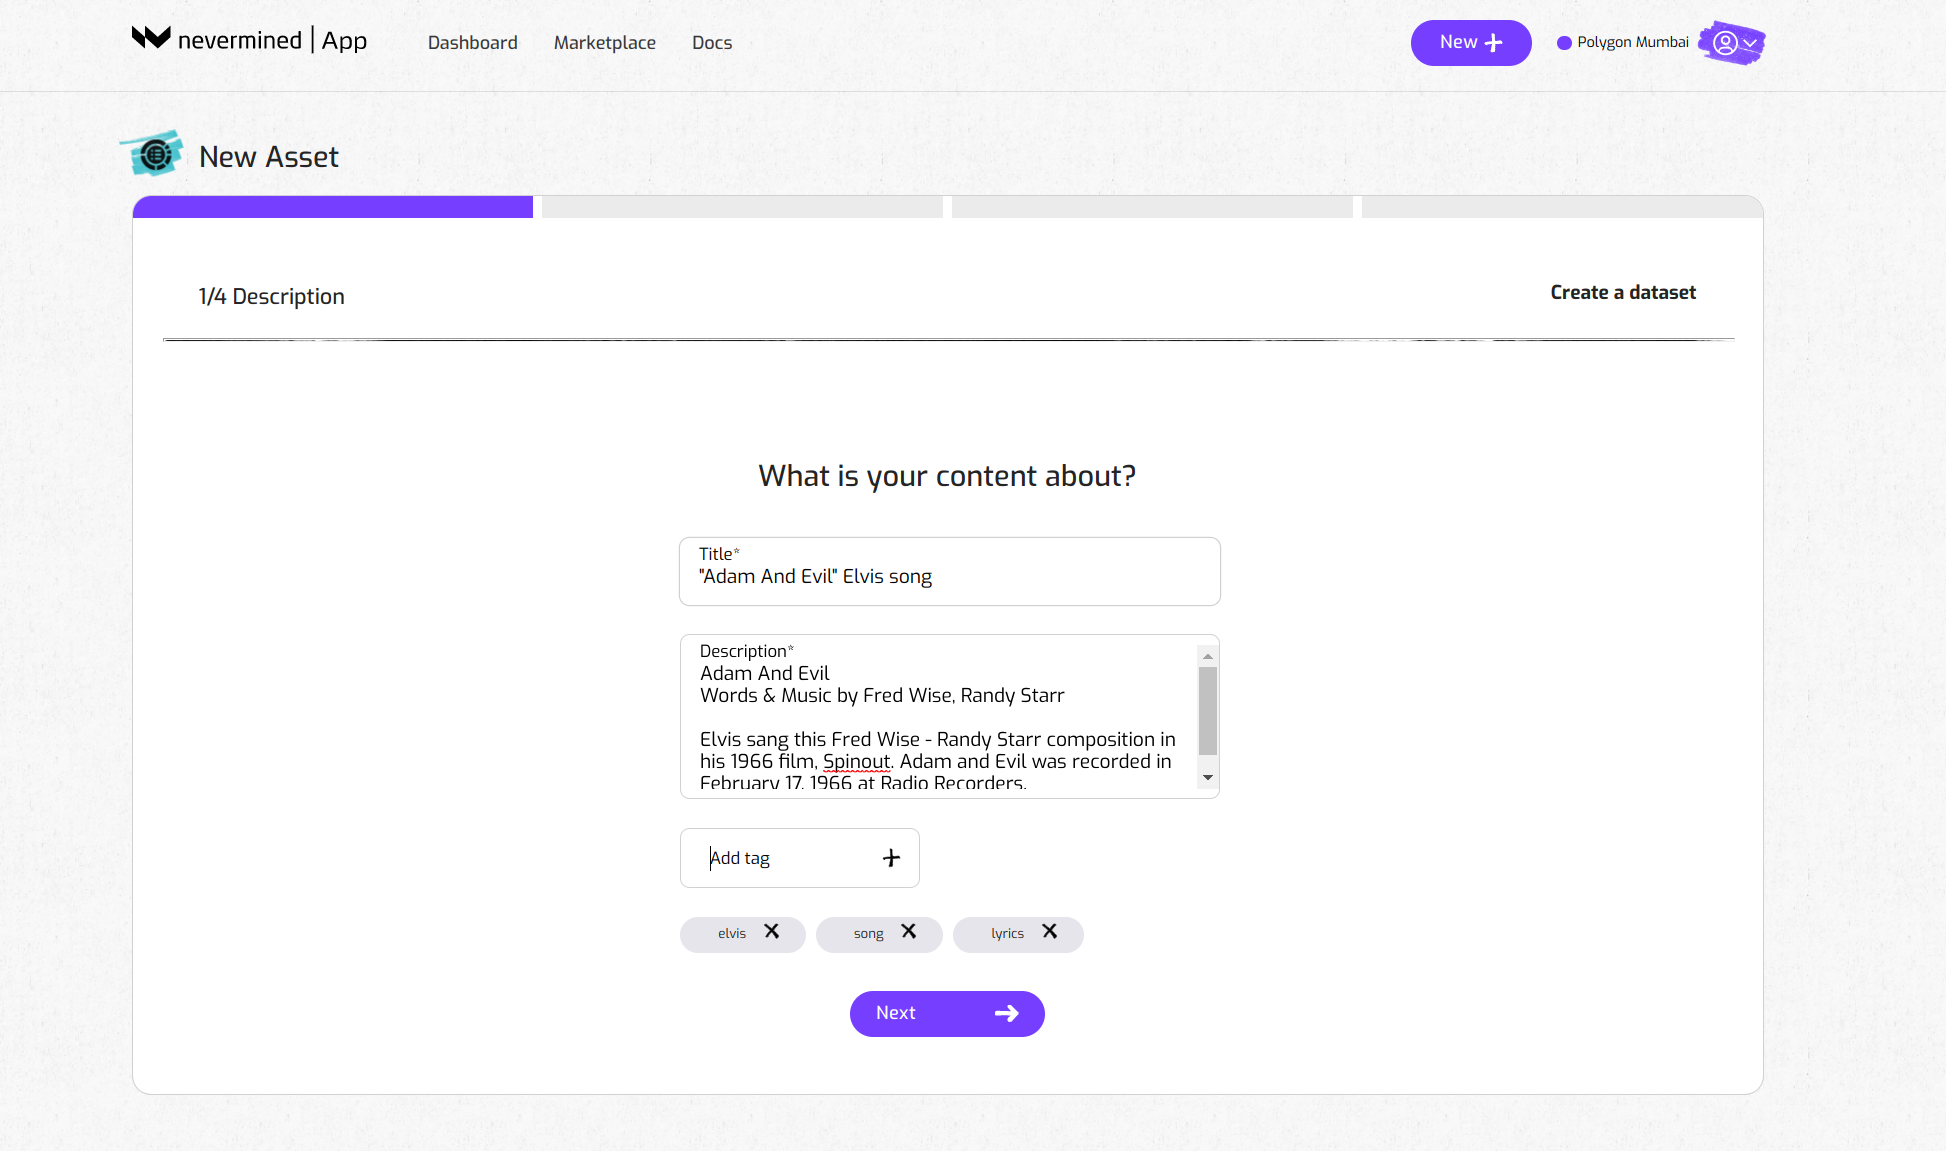 nevermined | App
Dashboard
Marketplace
Docs
New
Polygon Mumbai
New Asset
1/4 Description
Create a dataset
What is your content about?
Title*
"Adam And Evil" Elvis song
Description*
Adam And Evil
Words & Music by Fred Wise, Randy Starr
Elvis sang this Fred Wise - Randy Starr composition in
his 1966 film, Spinout. Adam and Evil was recorded in
February 17, 1966 at Radio Recorders.
Add tag
elvis
song
lyrics
Next